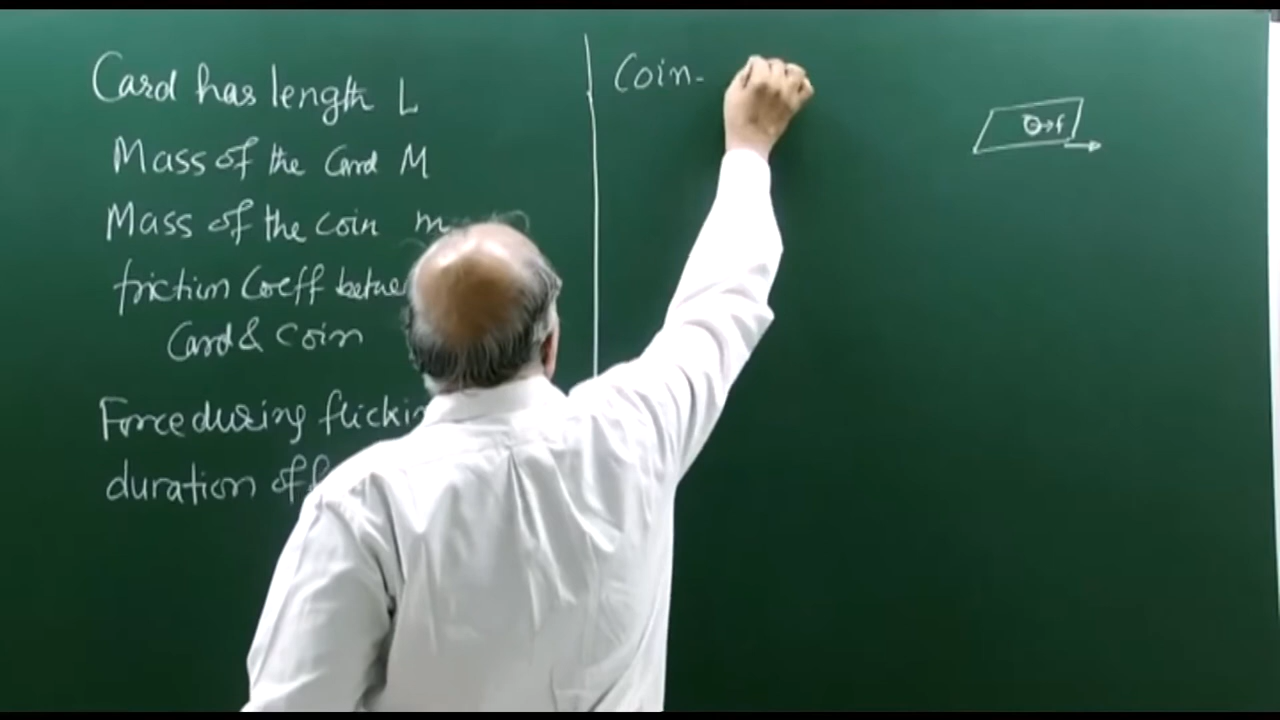 Card has length L
Mass of the Card M
Mass of the coin m
friction Coeff
Card & Coin
Force during
duration of
Coin-
f